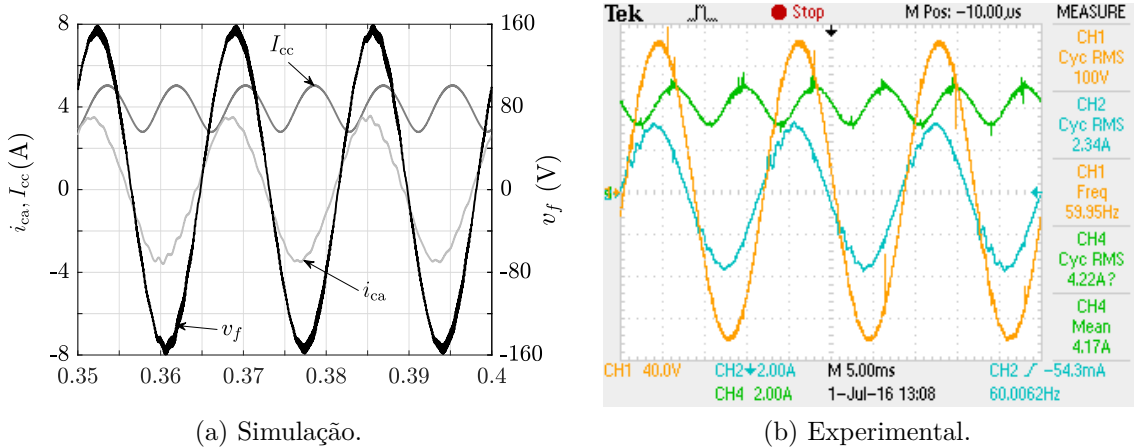 8
160
4
80
0
0
-4
-80
-8
-160
i_ca, I_cc (A)
v_f (V)
I_cc
i_ca
v_f
0.35 0.36 0.37 0.38 0.39 0.4
(a) Simulação.
Tek Stop M Pos: -10.00us MEASURE
CH1
Cyc RMS
100V
CH2
Cyc RMS
2.34A
CH1
Freq
59.95Hz
CH4
Cyc RMS
4.22A?
CH4
Mean
4.17A
CH1 40.0V CH2 2.00A M 5.00ms CH2 -54.3mA
CH4 2.00A 1-Jul-16 13:08 60.0062Hz
(b) Experimental.